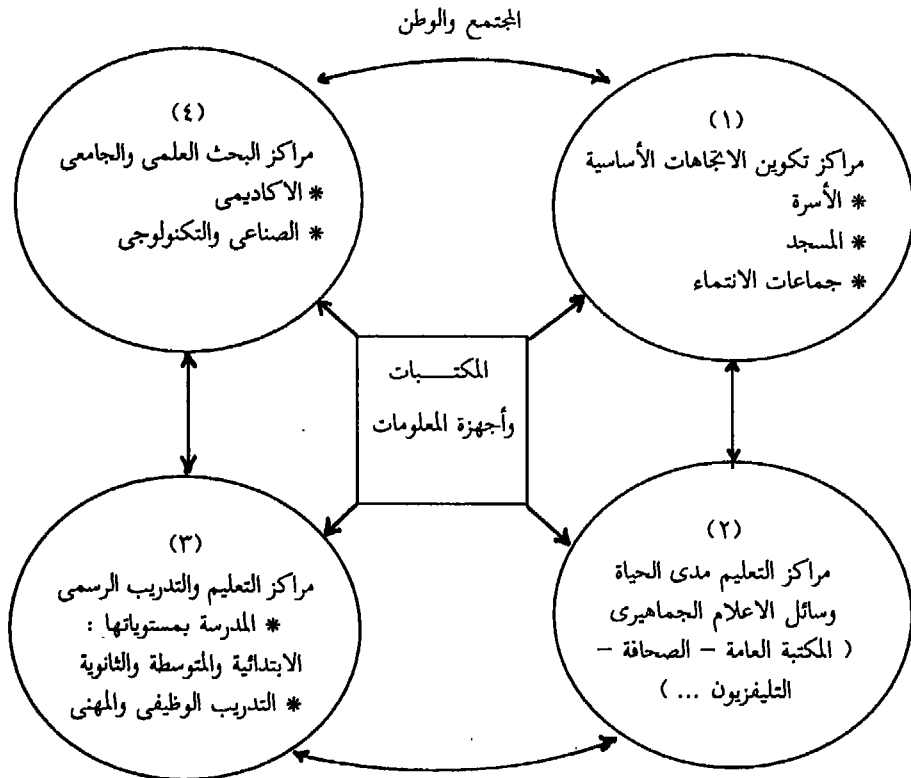 المجتمع والوطن
(١)
مراكز تكوين الاتجاهات الأساسية
* الأسرة
* المسجد
* جماعات الانتماء
(٤)
مراكز البحث العلمى والجامعى
* الاكاديمى
* الصناعى والتكنولوجى
المكتبـــات
وأجهزة المعلومات
(٢)
مراكز التعليم مدى الحياة
وسائل الاعلام الجماهيرى
( المكتبة العامة – الصحافة –
التليفزيون ... )
(٣)
مراكز التعليم والتدريب الرسمى
* المدرسة بمستوياتها :
الابتدائية والمتوسطة والثانوية
* التدريب الوظيفى والمهنى